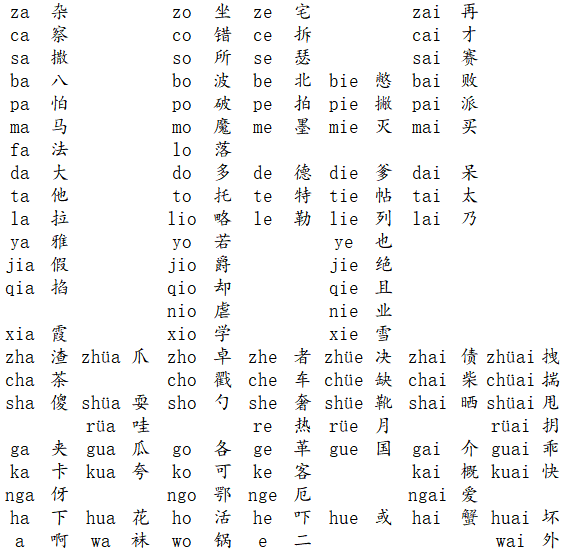 za 杂 zo 坐 ze 宅 zai 再
ca 察 co 错 ce 拆 cai 才
sa 撒 so 所 se 瑟 sai 赛
ba 八 bo 波 be 北 bie 憋 bai 败
pa 怕 po 破 pe 拍 pie 撇 pai 派
ma 马 mo 魔 me 墨 mie 灭 mai 买
fa 法 lo 落
da 大 do 多 de 德 die 爹 dai 呆
ta 他 to 托 te 特 tie 帖 tai 太
la 拉 lio 略 le 勒 lie 列 lai 乃
ya 雅 yo 若 ye 也
jia 假 jio 爵 jie 绝
qia 掐 qio 却 qie 且
nio 虐 nie 业
xia 霞 xio 学 xie 雪
zha 渣 zhüa 爪 zho 卓 zhe 者 zhüe 决 zhai 债 zhüai 拽
cha 茶 cho 戳 che 车 chüe 缺 chai 柴 chüai 揣
sha 傻 shüa 耍 sho 勺 she 奢 shüe 靴 shai 晒 shüai 甩
rüa 哇 re 热 rüe 月 rüai 抈
ga 夹 gua 瓜 go 各 ge 革 gue 国 gai 介 guai 乖
ka 卡 kua 夸 ko 可 ke 客 kai 概 kuai 快
nga 伢 ngo 鄂 nge 厄 ngai 爱
ha 下 hua 花 ho 活 he 吓 hue 或 hai 蟹 huai 坏
a 啊 wa 袜 wo 锅 e 二 wai 外